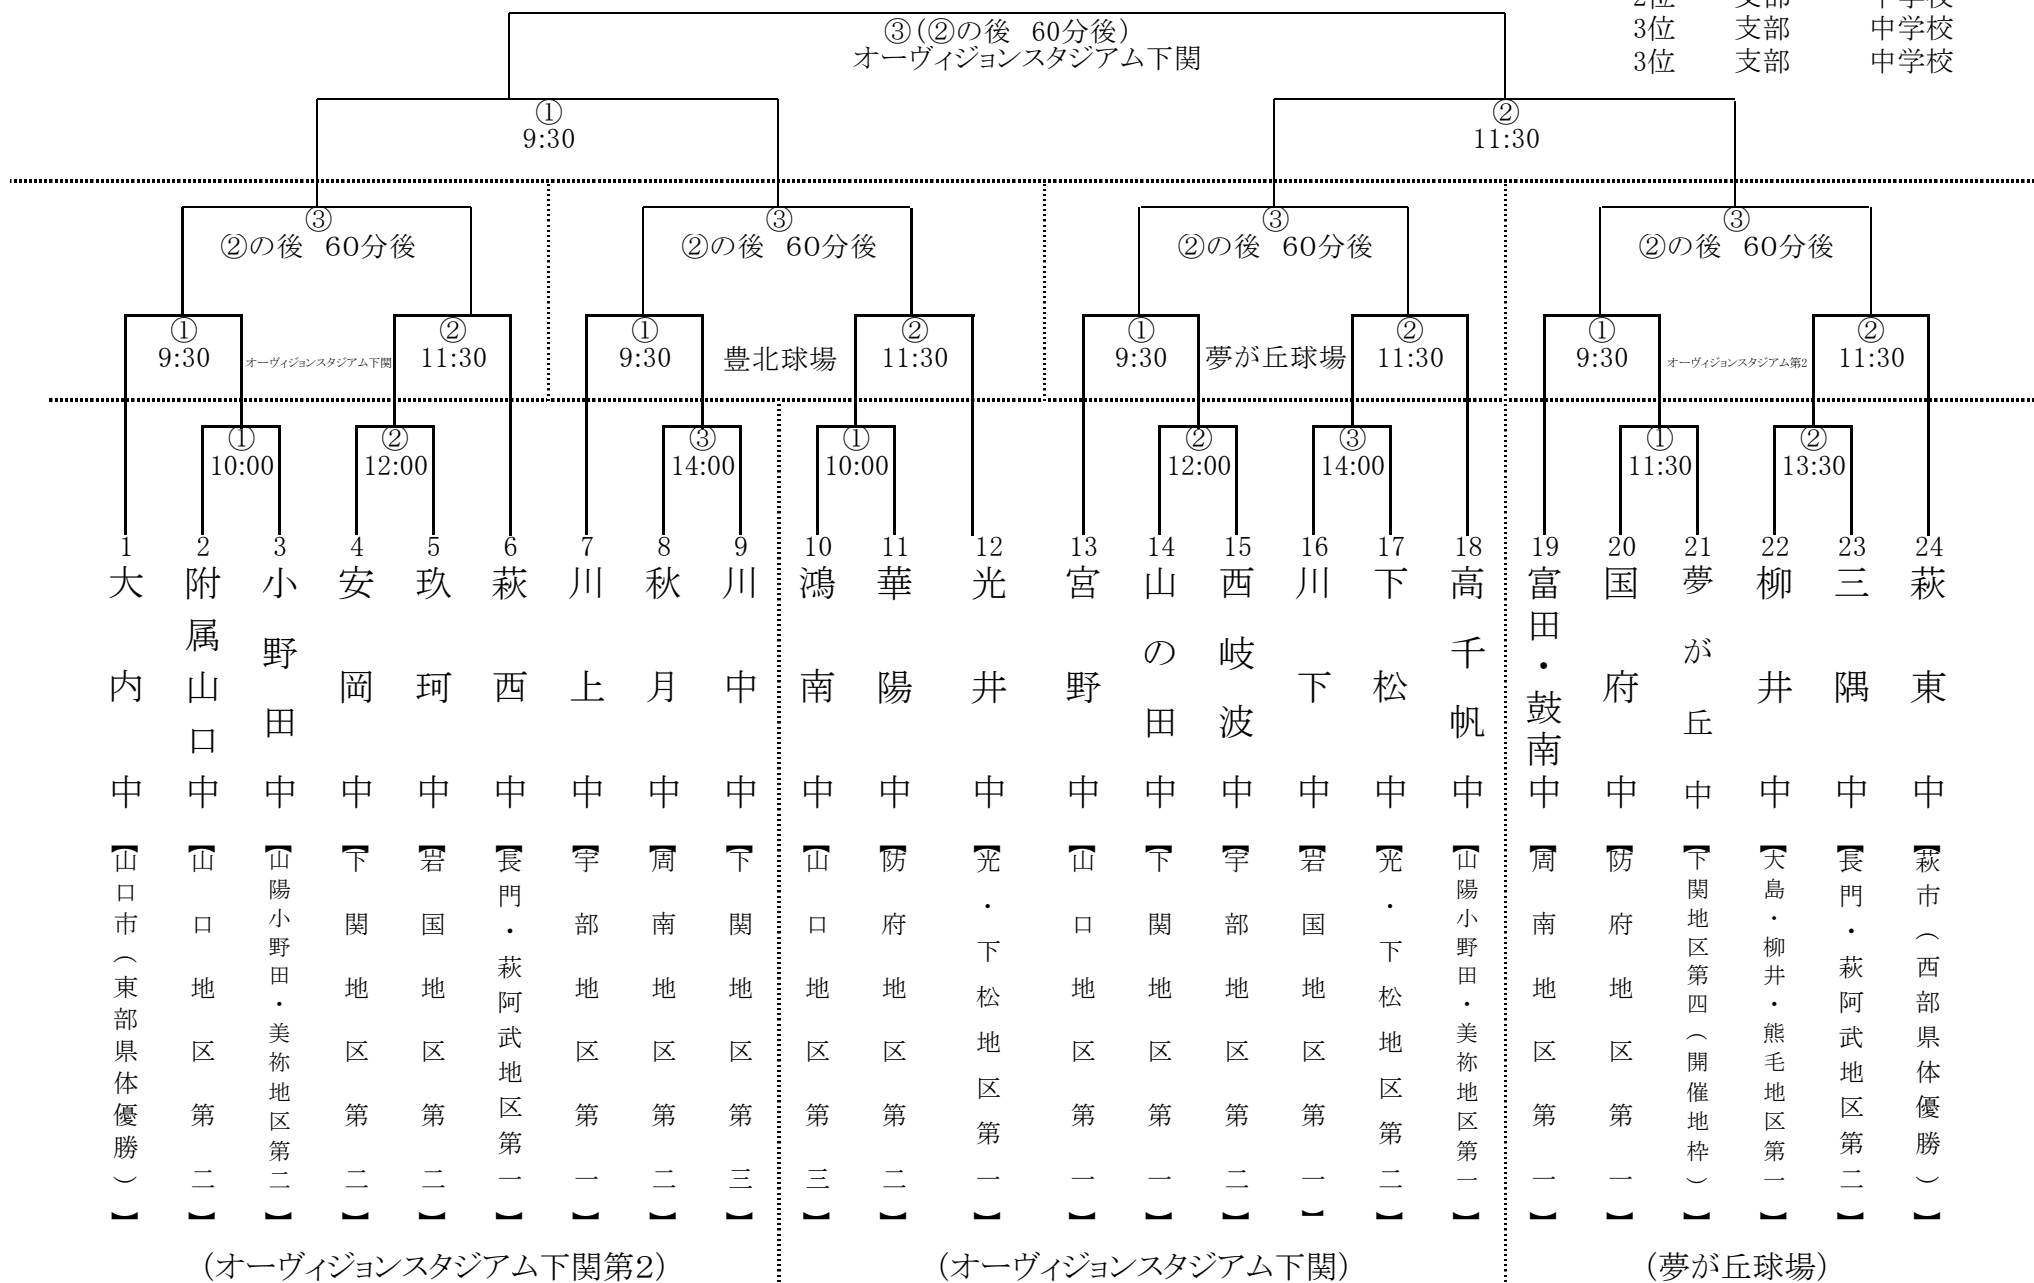 2位 支部 中学校
3位 支部 中学校
3位 支部 中学校
③(②の後 60分後)
オーヴィジョンスタジアム下関
①
9:30
②
11:30
③
②の後 60分後
③
②の後 60分後
③
②の後 60分後
③
②の後 60分後
①
9:30
オーヴィジョンスタジアム下関
②
11:30
①
9:30
豊北球場
②
11:30
①
9:30
夢が丘球場
②
11:30
①
9:30
オーヴィジョンスタジアム第2
②
11:30
①
10:00
②
12:00
③
14:00
①
10:00
②
12:00
③
14:00
①
11:30
②
13:30
1
大内中
【山口市(東部県体優勝)】
2
附属山口中
【山口地区第二】
3
小野田中
【山陽小野田・美祢地区第二】
4
安岡中
【下関地区第二】
5
玖珂中
【岩国地区第二】
6
萩西中
【長門・萩阿武地区第一】
7
川上中
【宇部地区第一】
8
秋月中
【周南地区第二】
9
川中中
【下関地区第三】
10
鴻南中
【山口地区第三】
11
華陽中
【防府地区第二】
12
光井中
【光・下松地区第一】
13
宮野中
【山口地区第一】
14
山の田中
【下関地区第一】
15
西岐波中
【宇部地区第二】
16
川下中
【岩国地区第一】
17
下松中
【光・下松地区第二】
18
高千帆中
【山陽小野田・美祢地区第一】
19
富田・鼓南中
【周南地区第一】
20
国府中
【防府地区第一】
21
夢が丘中
【下関地区第四(開催地枠)】
22
柳井中
【大島・柳井・熊毛地区第一】
23
三隅中
【長門・萩阿武地区第二】
24
萩東中
【萩市(西部県体優勝)】
(オーヴィジョンスタジアム下関第2)
(オーヴィジョンスタジアム下関)
(夢が丘球場)